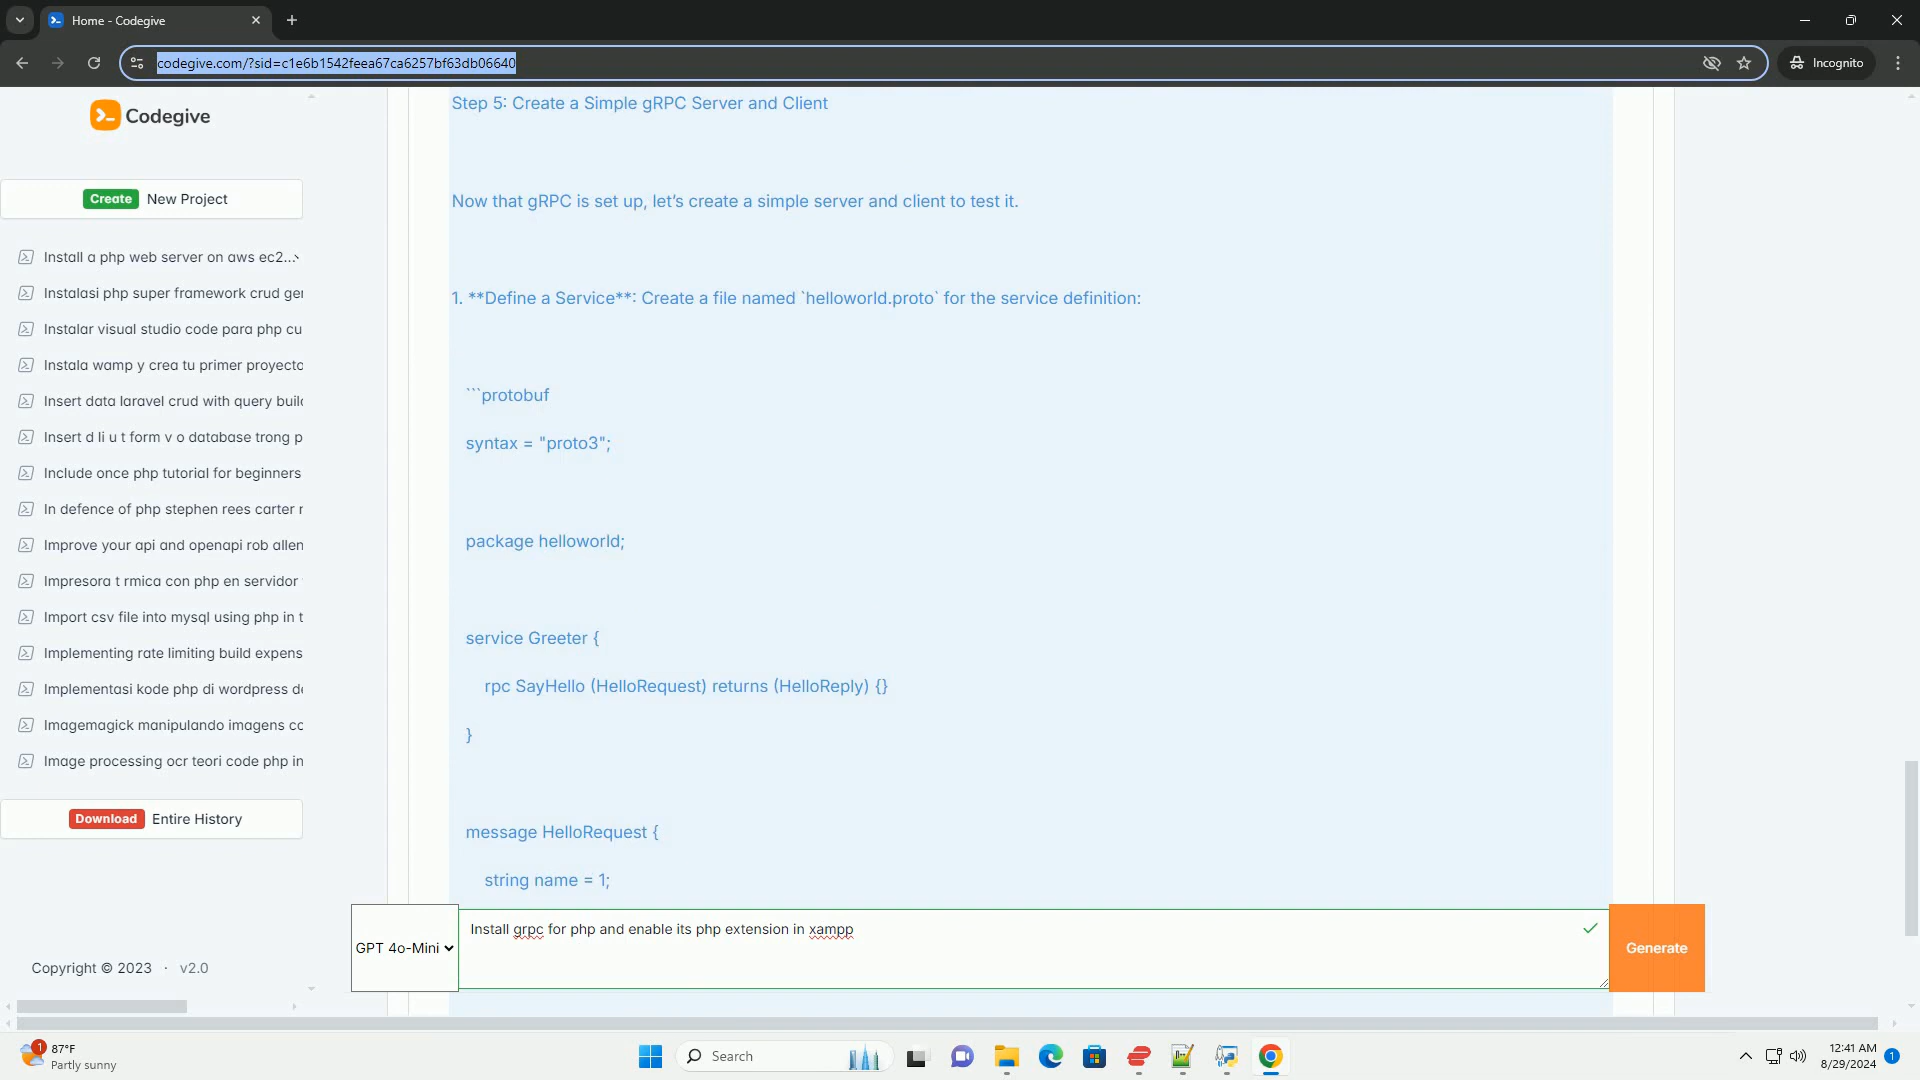 Home - Codegive
codegive.com/?sid=c1e6b1542feea67ca6257bf63db06640
Incognito
Codegive
Create New Project
Install a php web server on aws ec2...
Instalasi php super framework crud ger
Instalar visual studio code para php cu
Instala wamp y crea tu primer proyecto
Insert data laravel crud with query buil
Insert d li u t form v o database trong p
Include once php tutorial for beginners
In defence of php stephen rees carter r
Improve your api and openapi rob allen
Impresora t rmica con php en servidor
Import csv file into mysql using php in t
Implementing rate limiting build expens
Implementasi kode php di wordpress de
Imagemagick manipulando imagens co
Image processing ocr teori code php in
Download Entire History
Copyright © 2023 · v2.0
Step 5: Create a Simple gRPC Server and Client
Now that gRPC is set up, let’s create a simple server and client to test it.
1. **Define a Service**: Create a file named `helloworld.proto` for the service definition:
```protobuf
syntax = "proto3";
package helloworld;
service Greeter {
rpc SayHello (HelloRequest) returns (HelloReply) {}
}
message HelloRequest {
string name = 1;
GPT 4o-Mini
Install grpc for php and enable its php extension in xampp
Generate
1
87°F
Partly sunny
Search
12:41 AM
8/29/2024
1